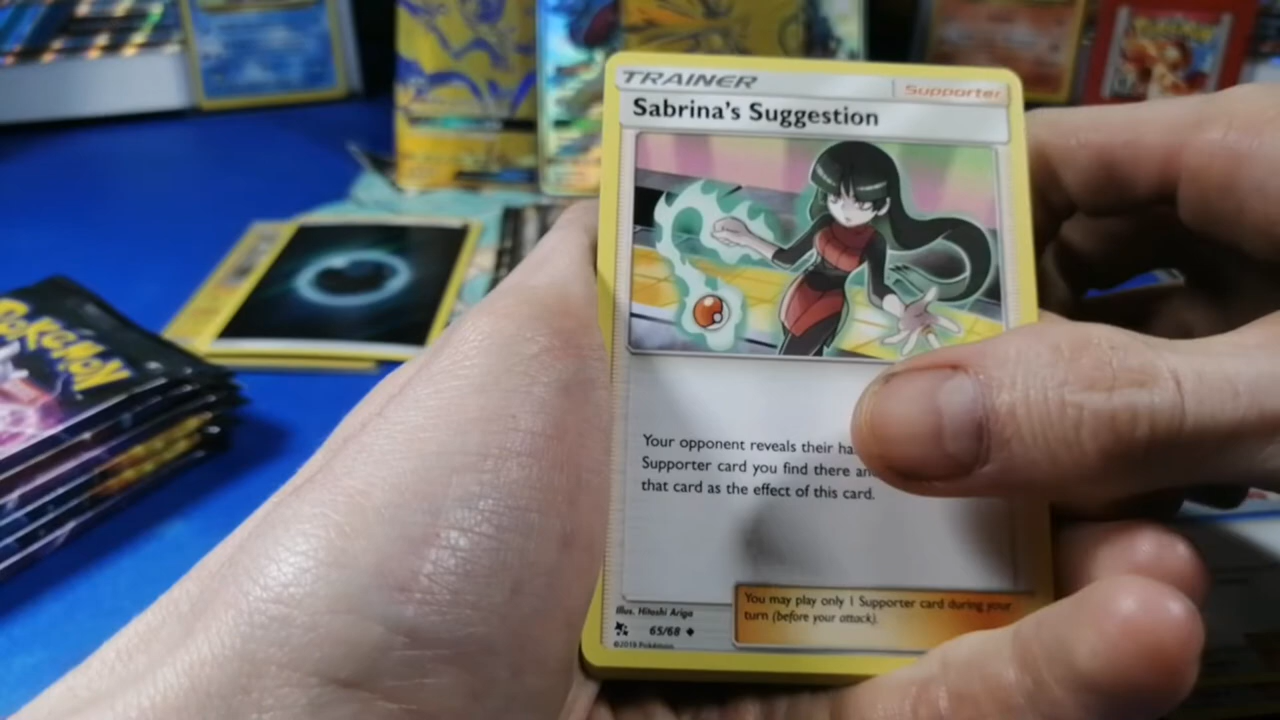 TRAINER
Supporter
Sabrina's Suggestion
Your opponent reveals their
Supporter card you find there
that card as the effect of this card.
You may play only 1 Supporter card during your
turn (before your attack).
Illus. Hitoshi Ariga
65/68
©2019 Pokémon
POKéMON
POKéMON